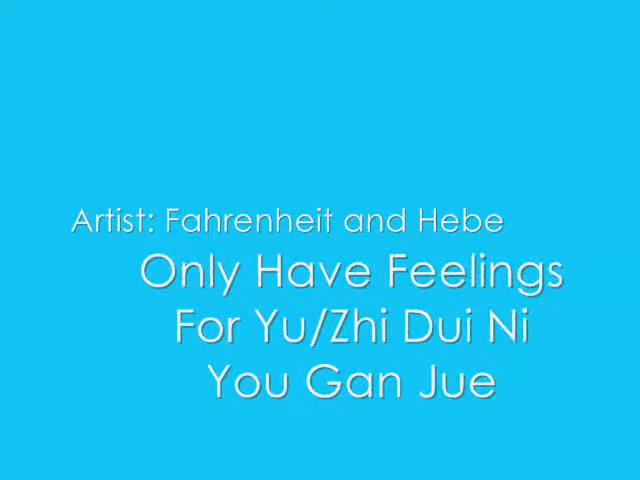 Artist: Fahrenheit and Hebe
Only Have Feelings
For Yu/Zhi Dui Ni
You Gan Jue